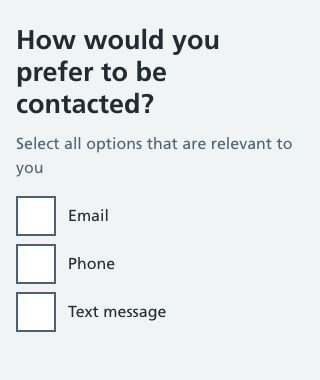 How would you
prefer to be
contacted?
Select all options that are relevant to
you
Email
Phone
Text message